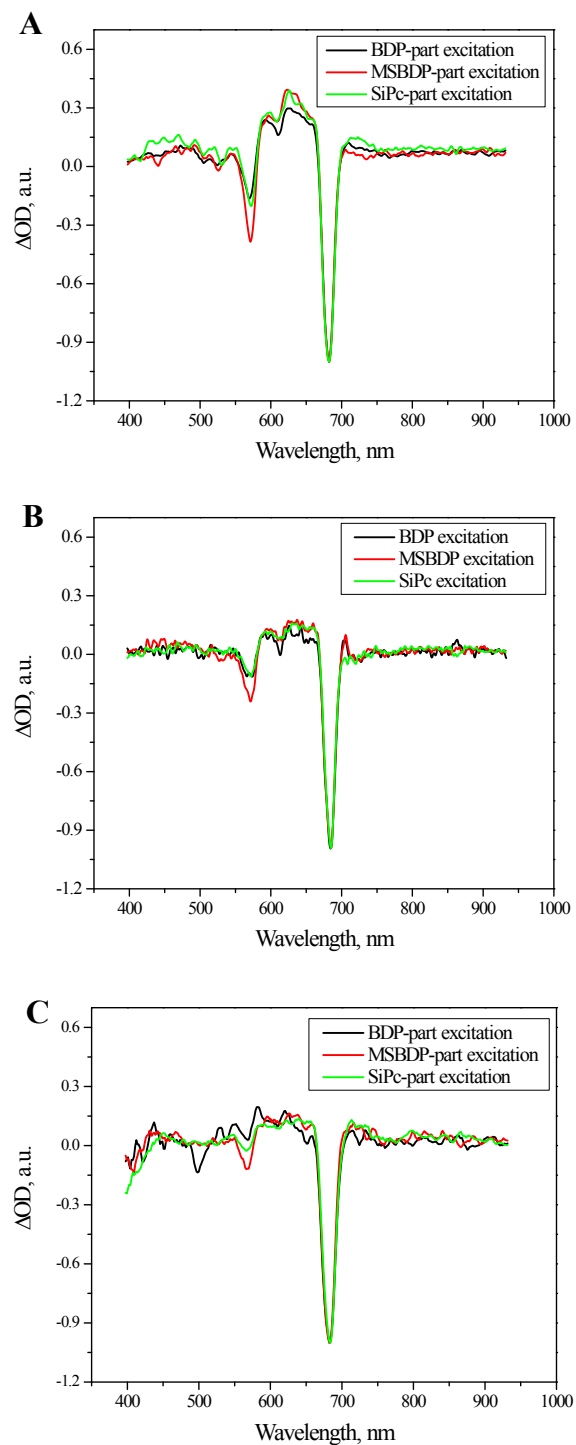 A
BDP-part excitation
MSBDP-part excitation
SiPc-part excitation
ΔOD, a.u.
0.6
0.3
0.0
-0.3
-0.6
-0.9
-1.2
400 500 600 700 800 900 1000
Wavelength, nm
B
BDP excitation
MSBDP excitation
SiPc excitation
ΔOD, a.u.
0.6
0.3
0.0
-0.3
-0.6
-0.9
-1.2
400 500 600 700 800 900 1000
Wavelength, nm
C
BDP-part excitation
MSBDP-part excitation
SiPc-part excitation
ΔOD, a.u.
0.6
0.3
0.0
-0.3
-0.6
-0.9
-1.2
400 500 600 700 800 900 1000
Wavelength, nm